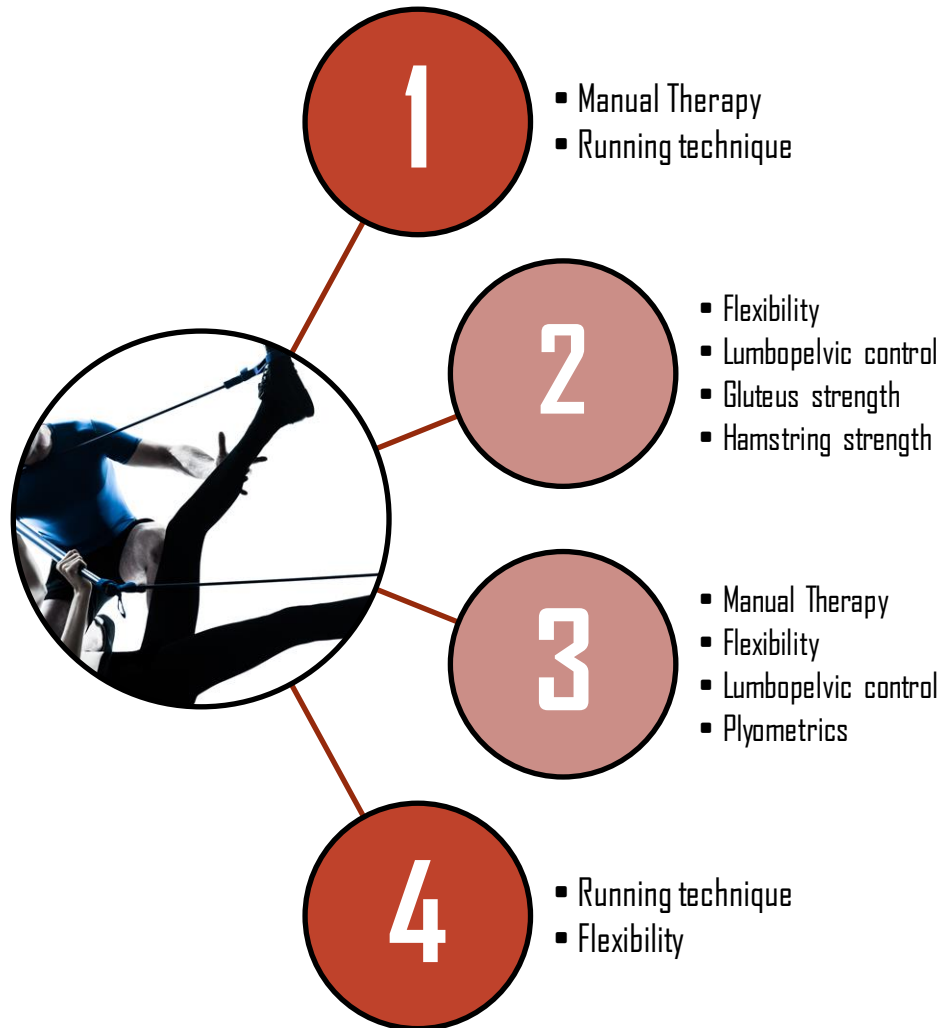 1
▪ Manual Therapy
▪ Running technique
2
▪ Flexibility
▪ Lumbopelvic control
▪ Gluteus strength
▪ Hamstring strength
3
▪ Manual Therapy
▪ Flexibility
▪ Lumbopelvic control
▪ Plyometrics
4
▪ Running technique
▪ Flexibility